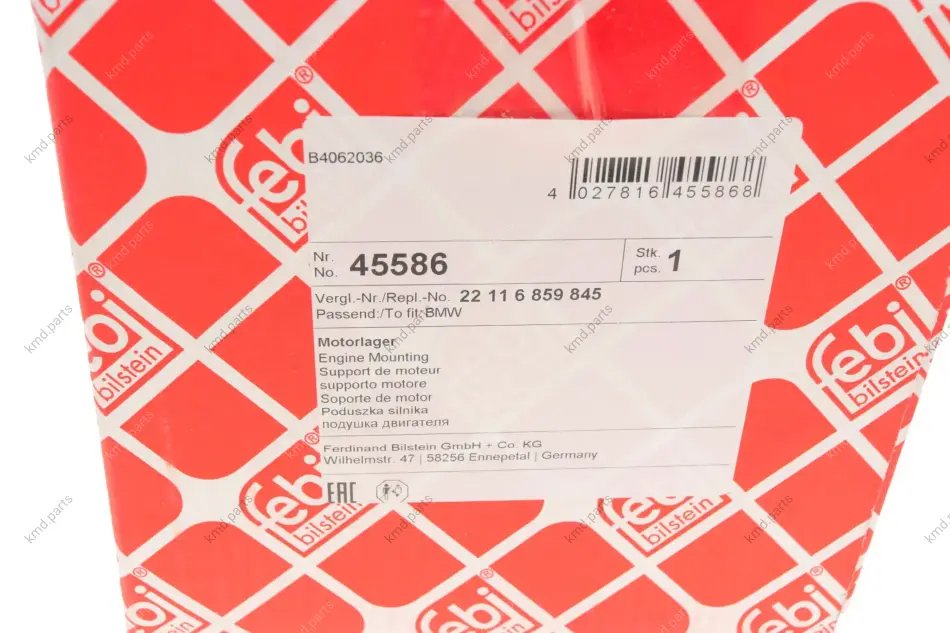 B4062036
4 027816 455868
Nr.
No. 45586
Stk.
pcs. 1
Vergl.-Nr./Repl.-No. 22 11 6 859 845
Passend:/To fit:BMW
Motorlager
Engine Mounting
Support de moteur
supporto motore
Soporte de motor
Poduszka silnika
подушка двигателя
Ferdinand Bilstein GmbH + Co. KG
Wilhelmstr. 47 | 58256 Ennepetal | Germany
EAC
febi®
bilstein
kmd.parts